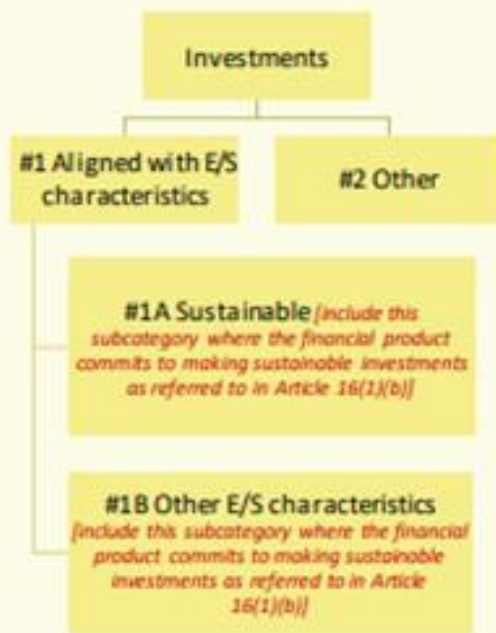 Investments
#1 Aligned with E/S
characteristics
#2 Other
#1A Sustainable [include this
subcategory where the financial product
commits to making sustainable investments
as referred to in Article 16(1)(b)]
#1B Other E/S characteristics
[include this subcategory where the financial
product commits to making sustainable
investments as referred to in Article
16(1)(b)]